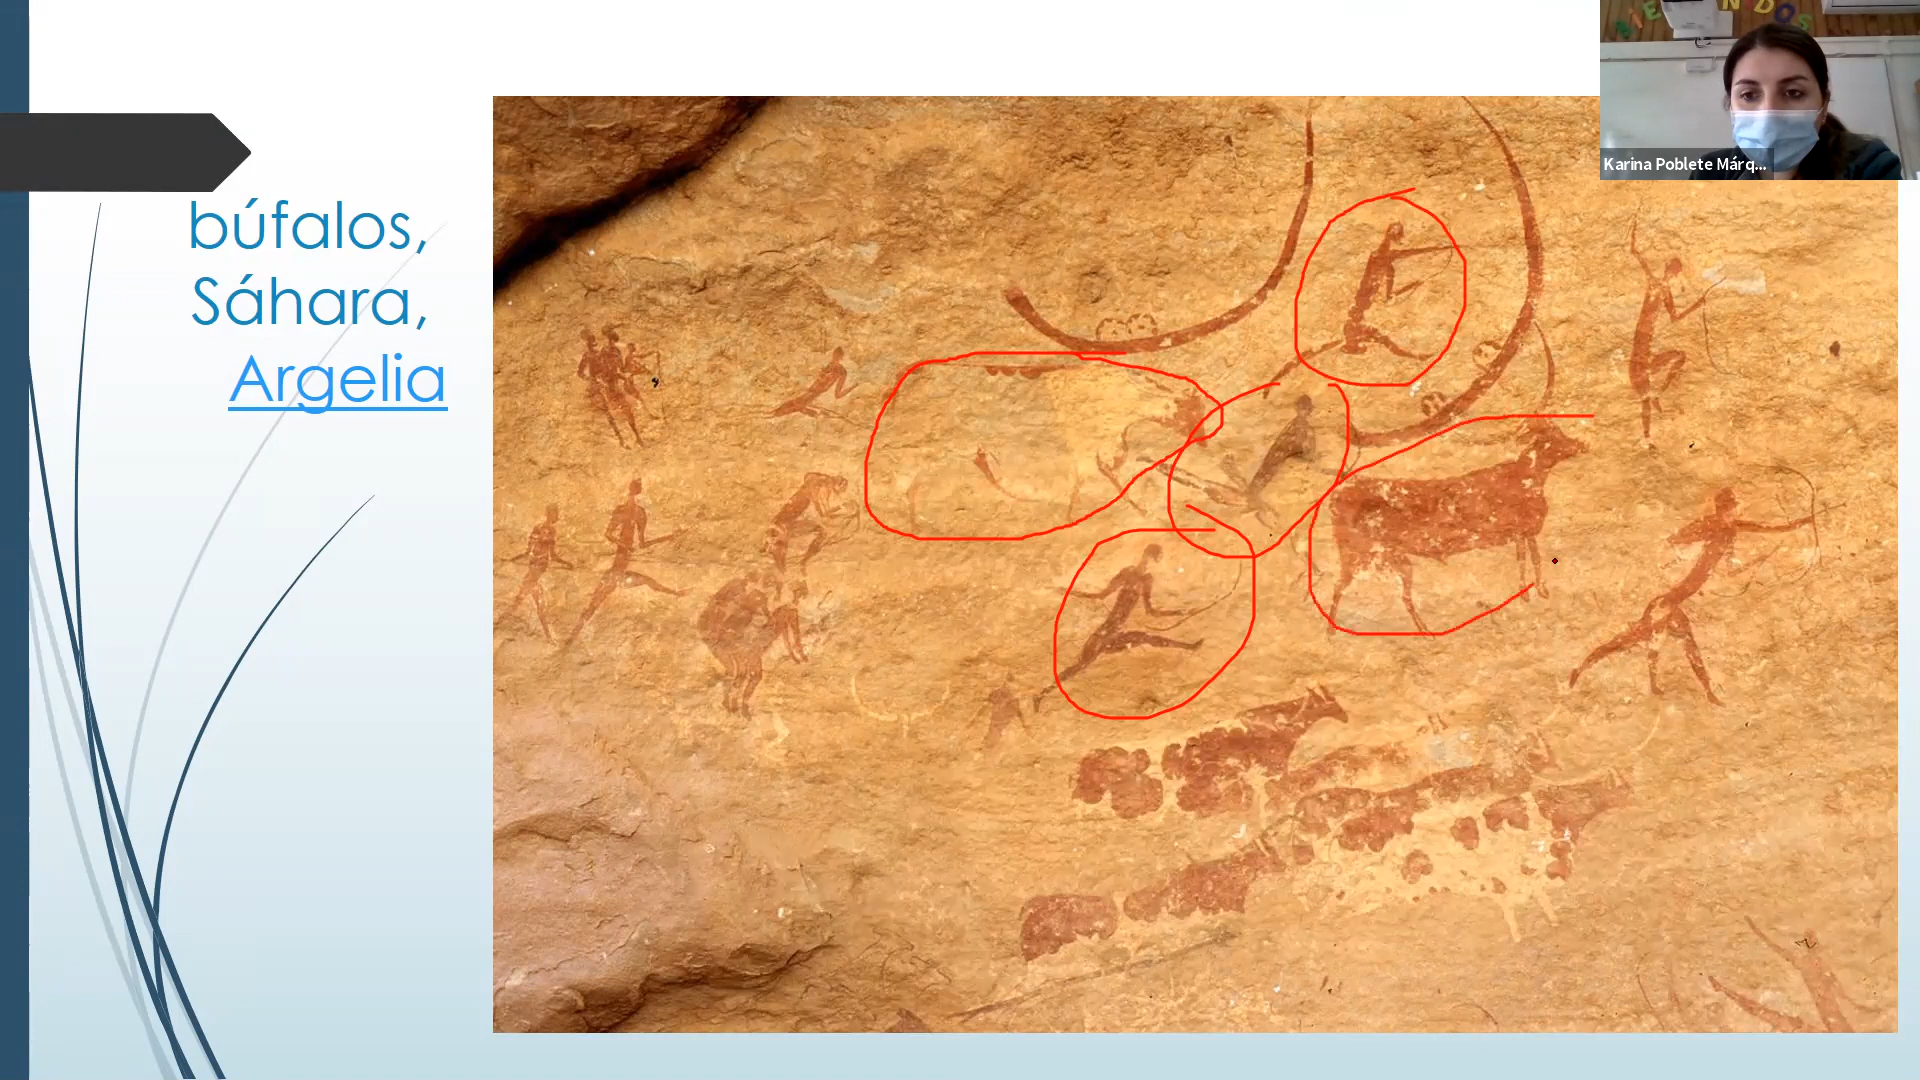 búfalos,
Sáhara,
Argelia
Karina Poblete Márq...